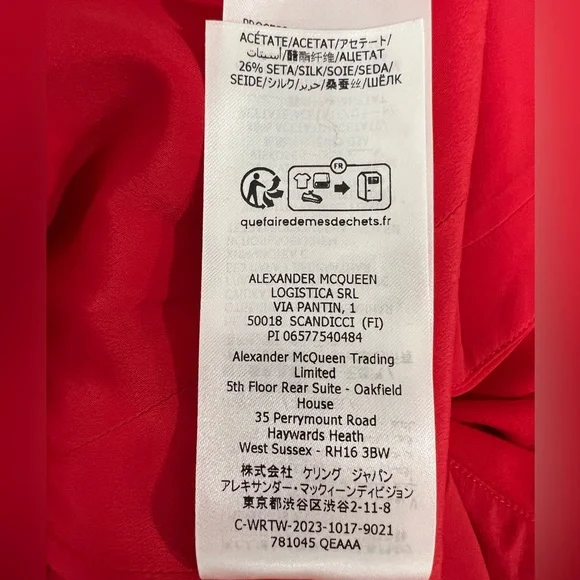 ACÉTATE/ACETAT/アセテート/
أسيتات/醋酯纤维/АЦЕТАТ
26% SETA/SILK/SOIE/SEDA/
SEIDE/シルク/حرير/桑蚕丝/ШЁЛК
FR
quefairedemesdechets.fr
ALEXANDER MCQUEEN
LOGISTICA SRL
VIA PANTIN, 1
50018 SCANDICCI (FI)
PI 06577540484
Alexander McQueen Trading
Limited
5th Floor Rear Suite - Oakfield
House
35 Perrymount Road
Haywards Heath
West Sussex - RH16 3BW
株式会社 ケリング ジャパン
アレキサンダー・マックィーンディビジョン
東京都渋谷区渋谷2-11-8
C-WRTW-2023-1017-9021
781045 QEAAA